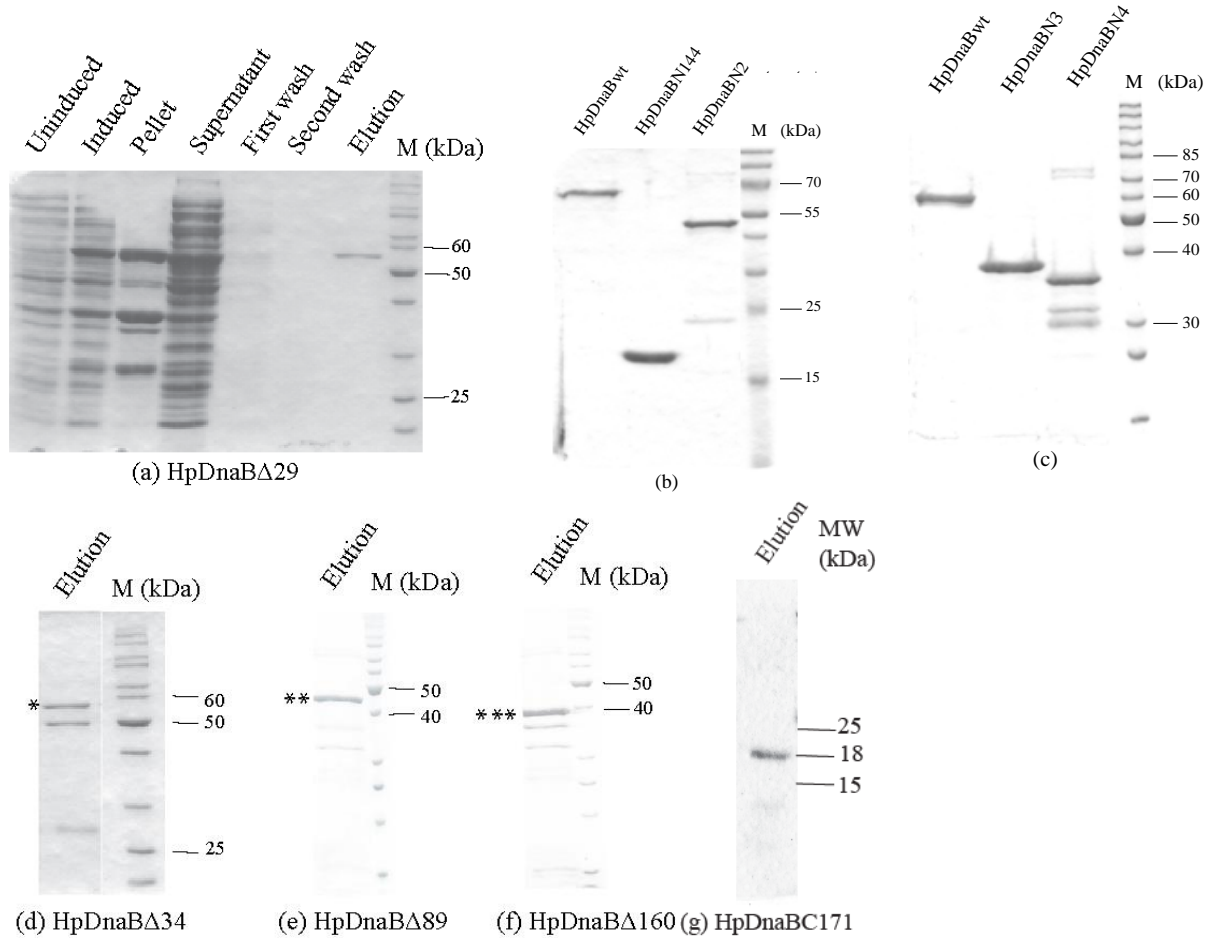 Uninduced
Induced
Pellet
Supernatant
First wash
Second wash
Elution
M (kDa)
60
50
25
(a) HpDnaBΔ29
HpDnaBwt
HpDnaBN144
HpDnaBN2
M (kDa)
70
55
25
15
(b)
HpDnaBwt
HpDnaBN3
HpDnaBN4
M (kDa)
85
70
60
50
40
30
(c)
Elution
M (kDa)
*
60
50
25
(d) HpDnaBΔ34
Elution
M (kDa)
**
50
40
(e) HpDnaBΔ89
Elution
M (kDa)
***
50
40
(f) HpDnaBΔ160
Elution
MW
(kDa)
25
18
15
(g) HpDnaBC171